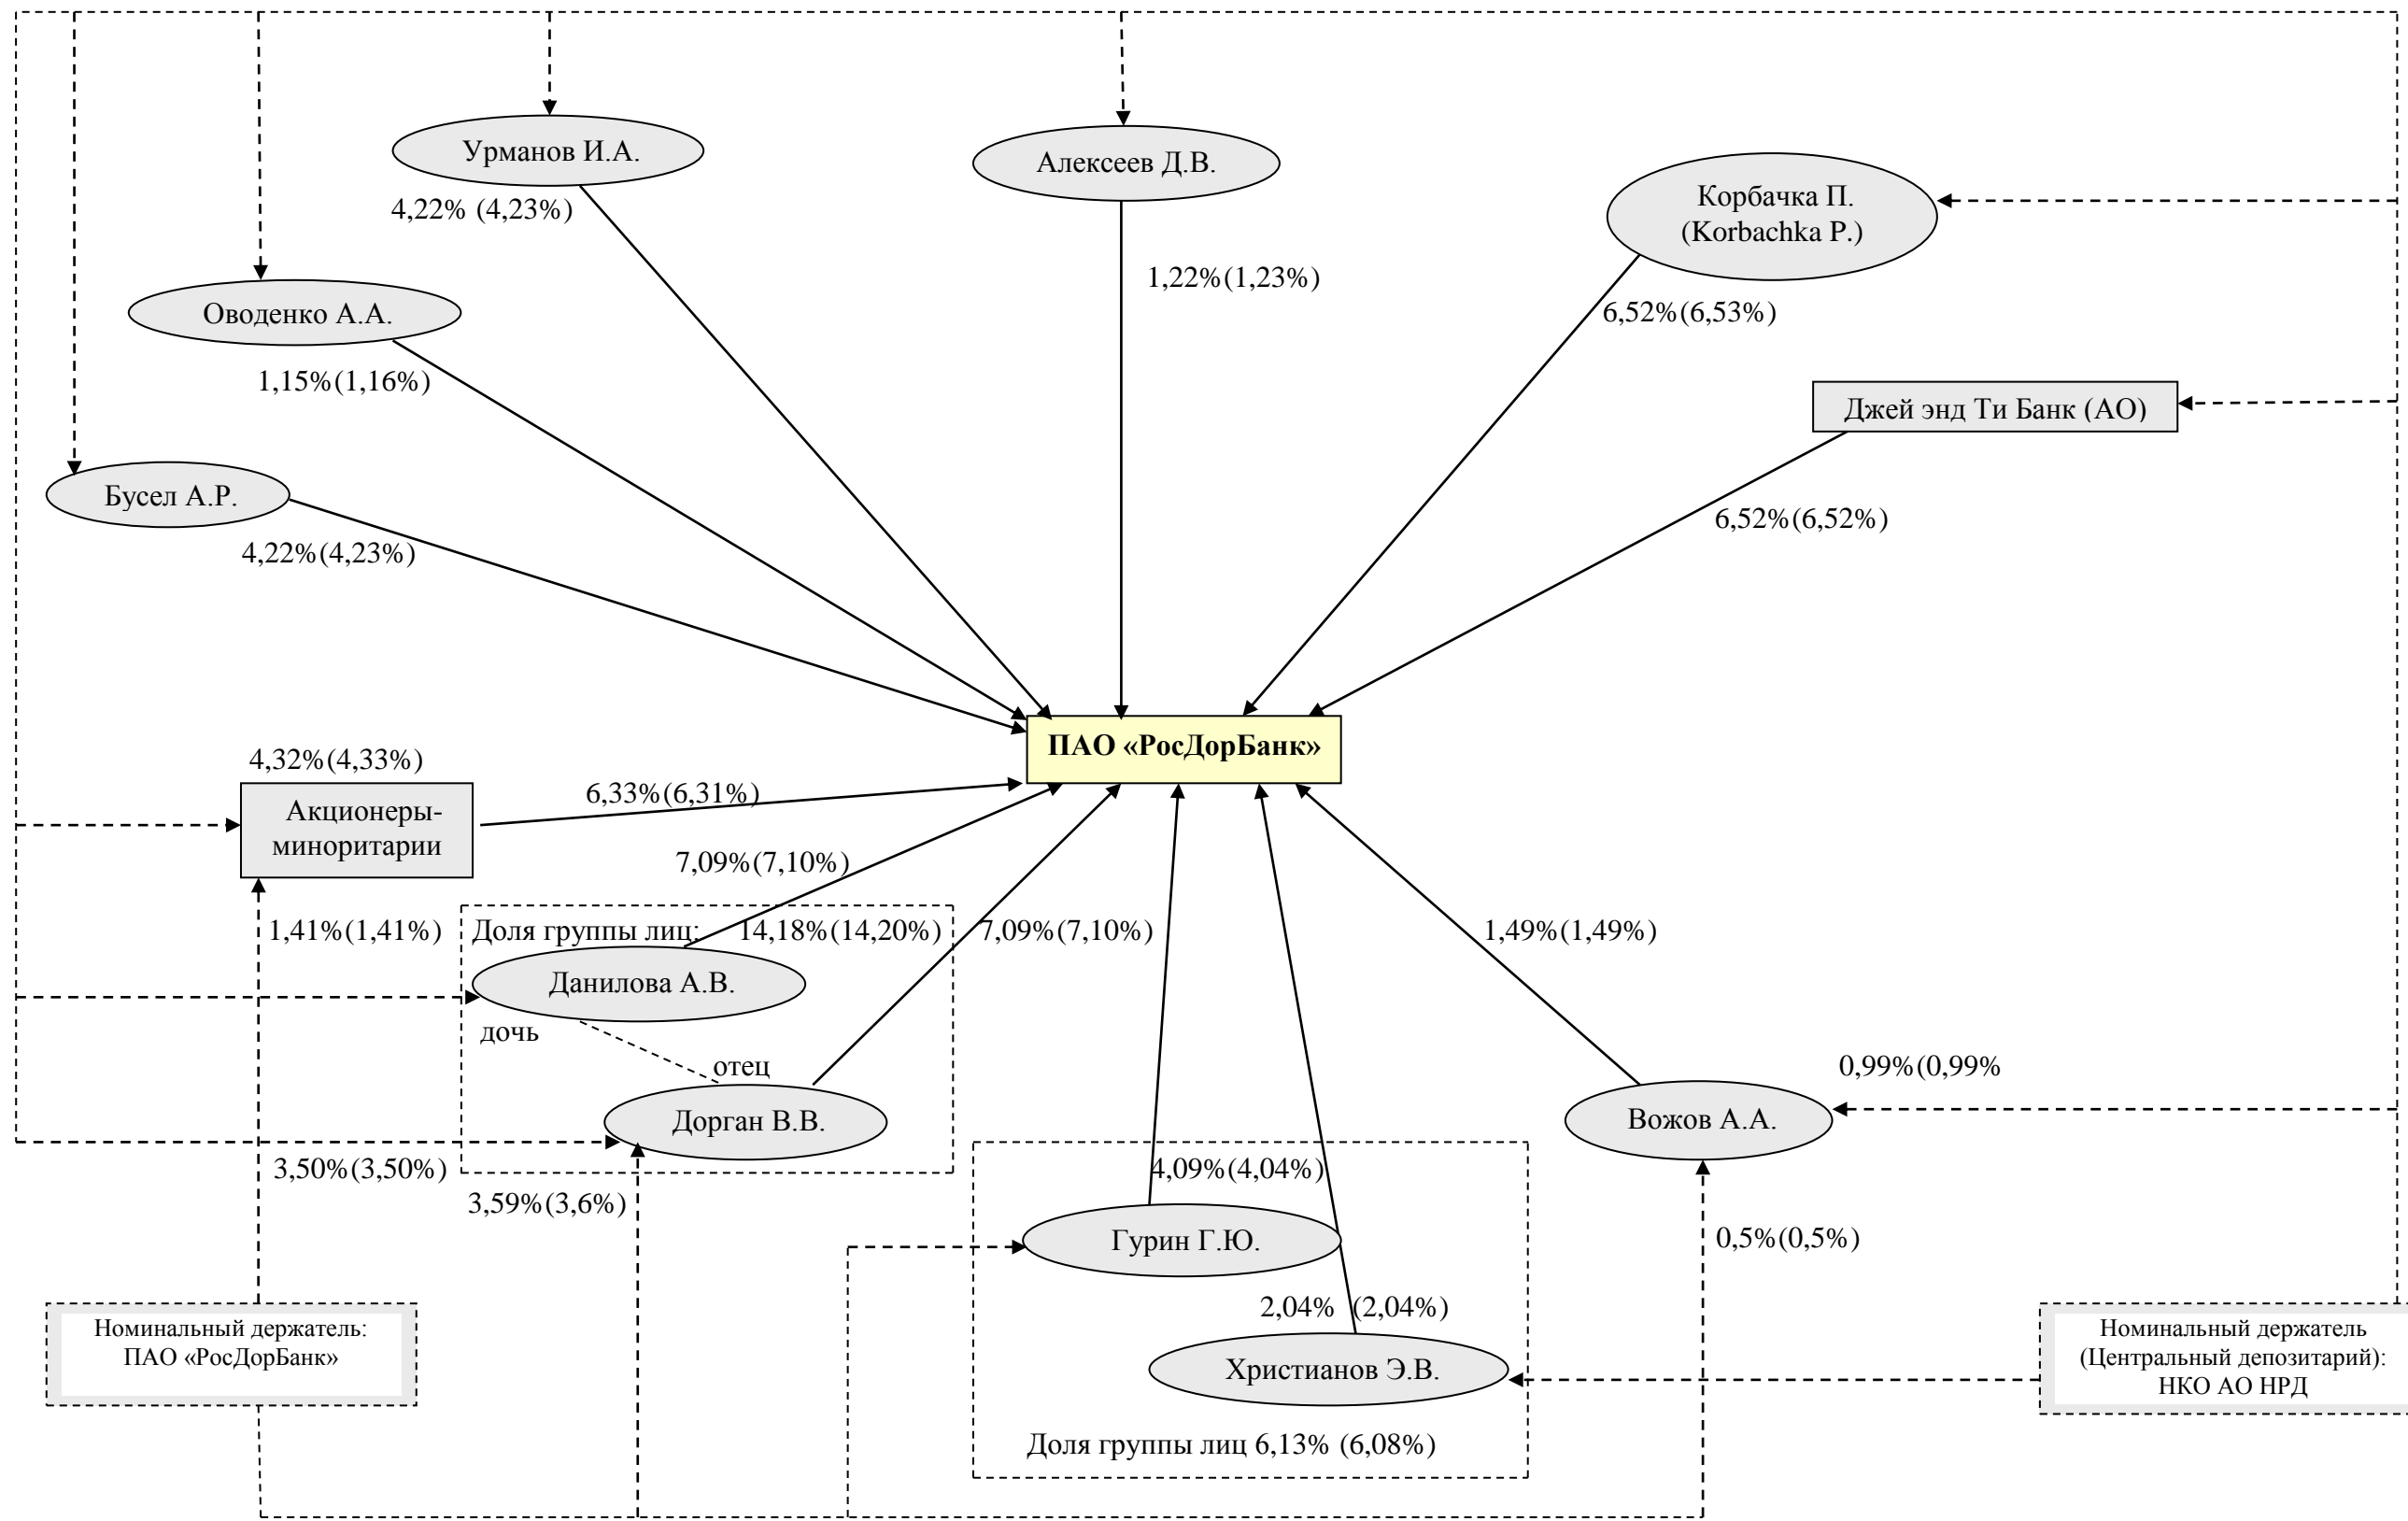 Урманов И.А.
4,22% (4,23%)
Алексеев Д.В.
1,22%(1,23%)
Корбачка П.
(Korbachka P.)
6,52%(6,53%)
Оводенко А.А.
1,15%(1,16%)
Джей энд Ти Банк (АО)
6,52%(6,52%)
Бусел А.Р.
4,22%(4,23%)
ПАО «РосДорБанк»
4,32%(4,33%)
6,33%(6,31%)
Акционеры-
миноритарии
7,09%(7,10%)
1,41%(1,41%)
Доля группы лиц: 14,18%(14,20%)
7,09%(7,10%)
1,49%(1,49%)
Данилова А.В.
дочь
отец
Дорган В.В.
0,99%(0,99%
Вожов А.А.
3,50%(3,50%)
3,59%(3,6%)
4,09%(4,04%)
Гурин Г.Ю.
0,5%(0,5%)
2,04% (2,04%)
Христианов Э.В.
Доля группы лиц 6,13% (6,08%)
Номинальный держатель:
ПАО «РосДорБанк»
Номинальный держатель
(Центральный депозитарий):
НКО АО НРД